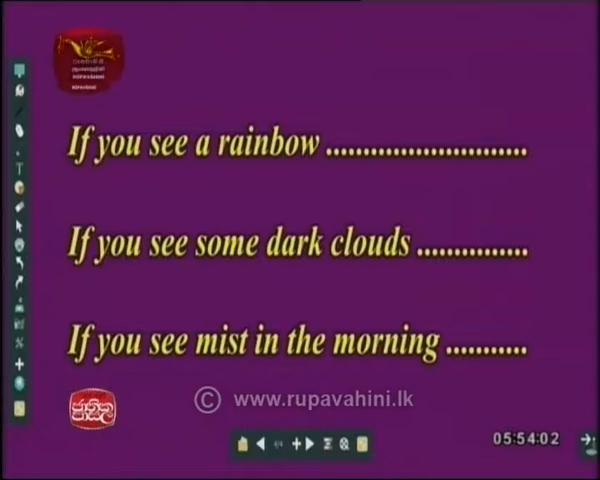 If you see a rainbow ...........................
If you see some dark clouds ...............
If you see mist in the morning ...........
ජාතික
පාසල
© www.rupavahini.lk
05:54:02